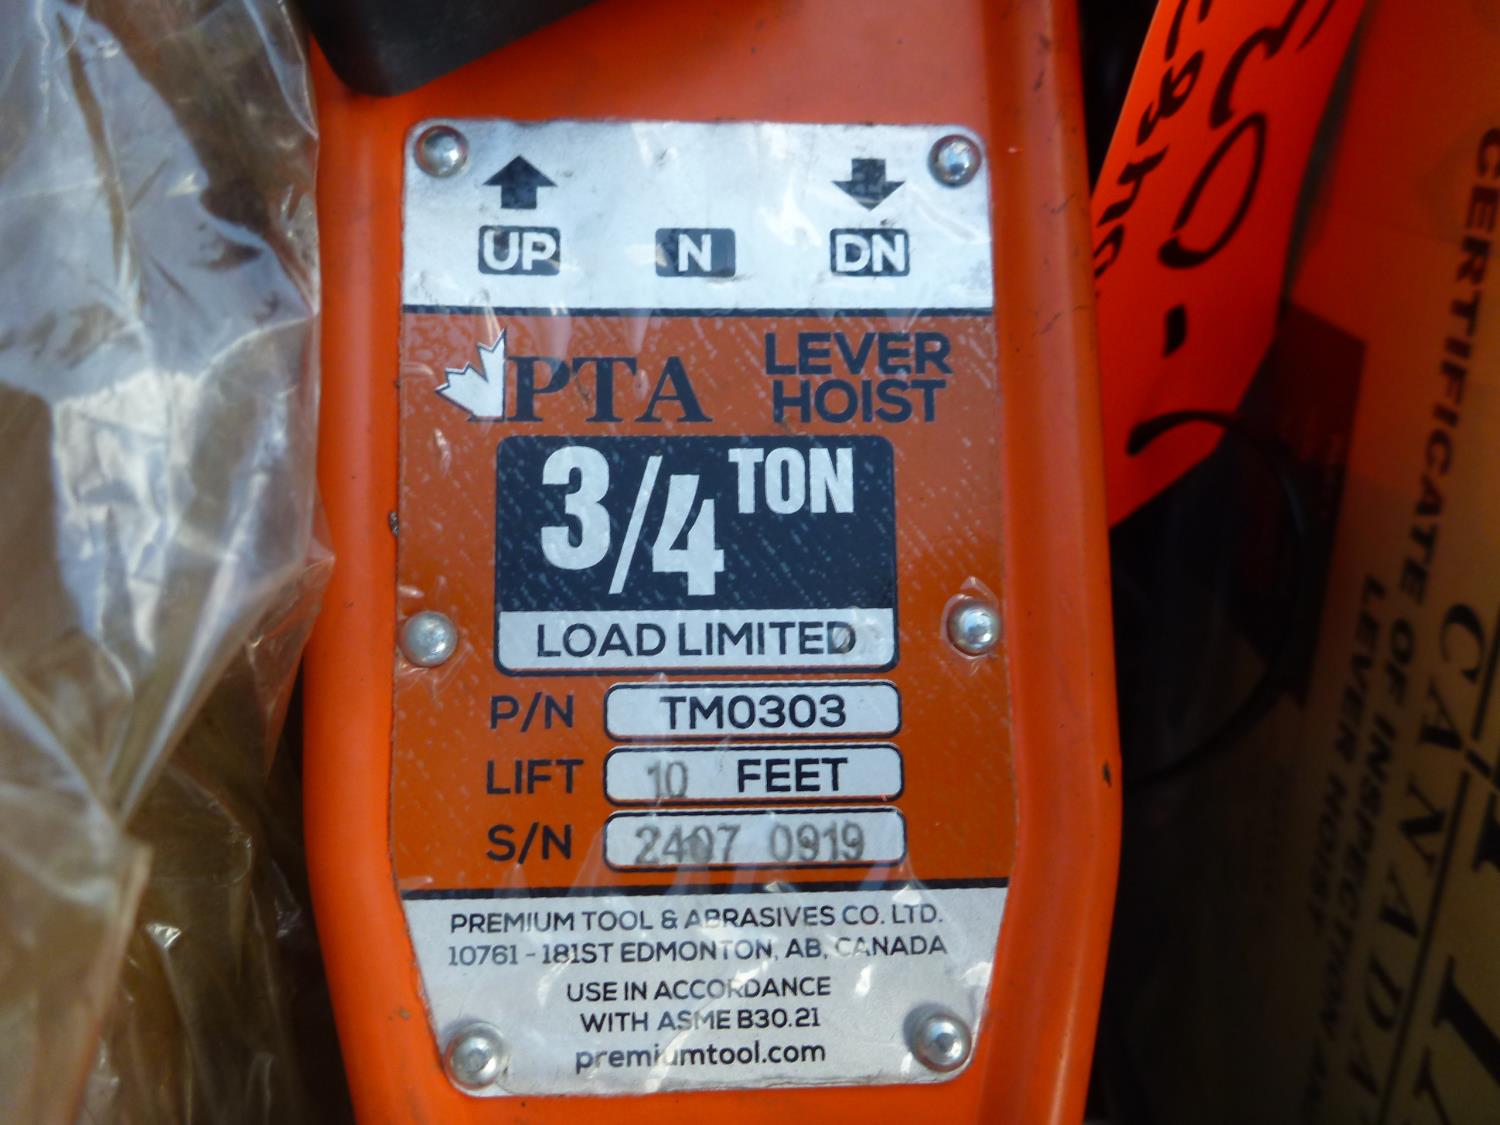 UP N DN
PTA LEVER HOIST
3/4 TON
LOAD LIMITED
P/N TM0303
LIFT 10 FEET
S/N 2407 0919
PREMIUM TOOL & ABRASIVES CO. LTD.
10761 - 181ST EDMONTON, AB, CANADA
USE IN ACCORDANCE
WITH ASME B30.21
premiumtool.com
CERTIFICATE OF INSPECTION
LEVER HOIST
CANADA